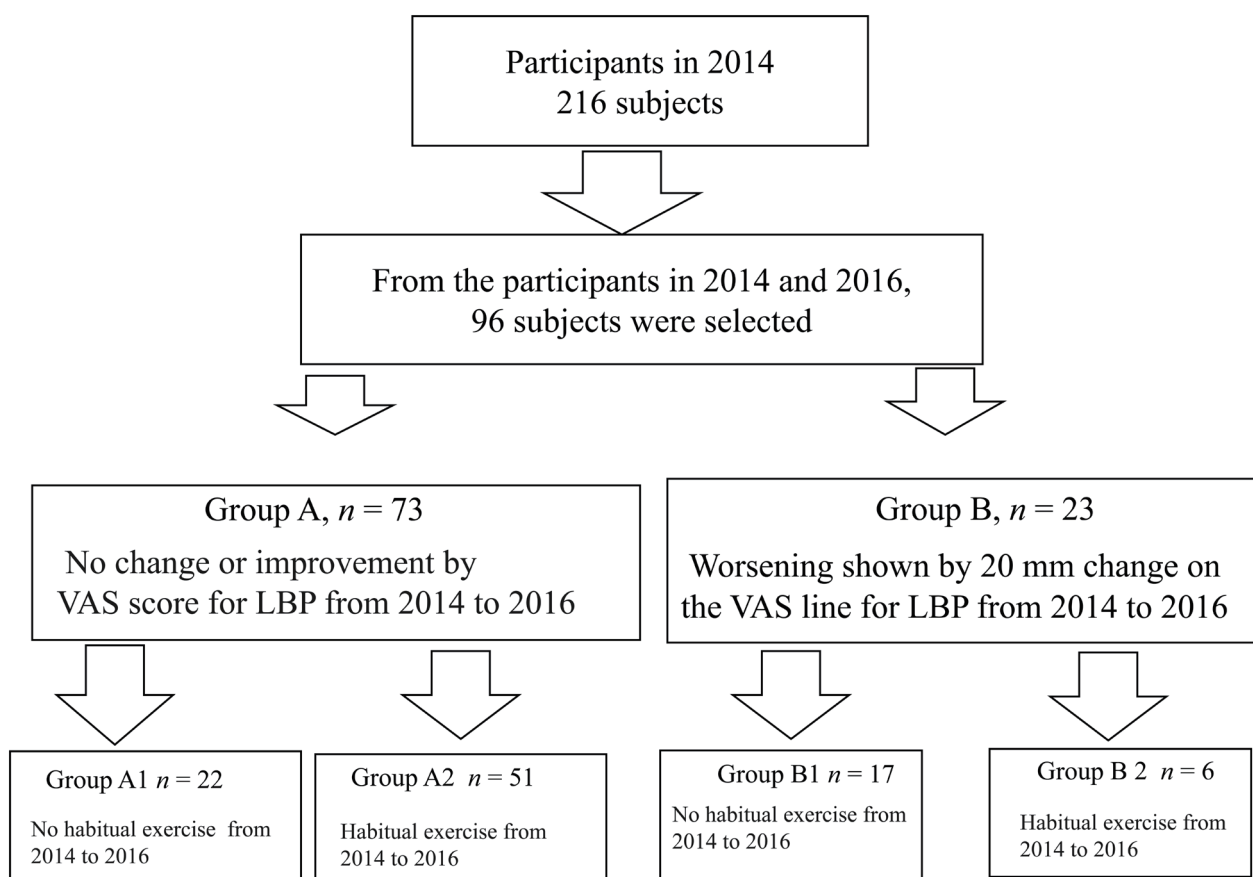 Participants in 2014
216 subjects
From the participants in 2014 and 2016,
96 subjects were selected
Group A, n = 73
No change or improvement by
VAS score for LBP from 2014 to 2016
Group B, n = 23
Worsening shown by 20 mm change on
the VAS line for LBP from 2014 to 2016
Group A1 n = 22
No habitual exercise from
2014 to 2016
Group A2 n = 51
Habitual exercise from
2014 to 2016
Group B1 n = 17
No habitual exercise from
2014 to 2016
Group B 2 n = 6
Habitual exercise from
2014 to 2016